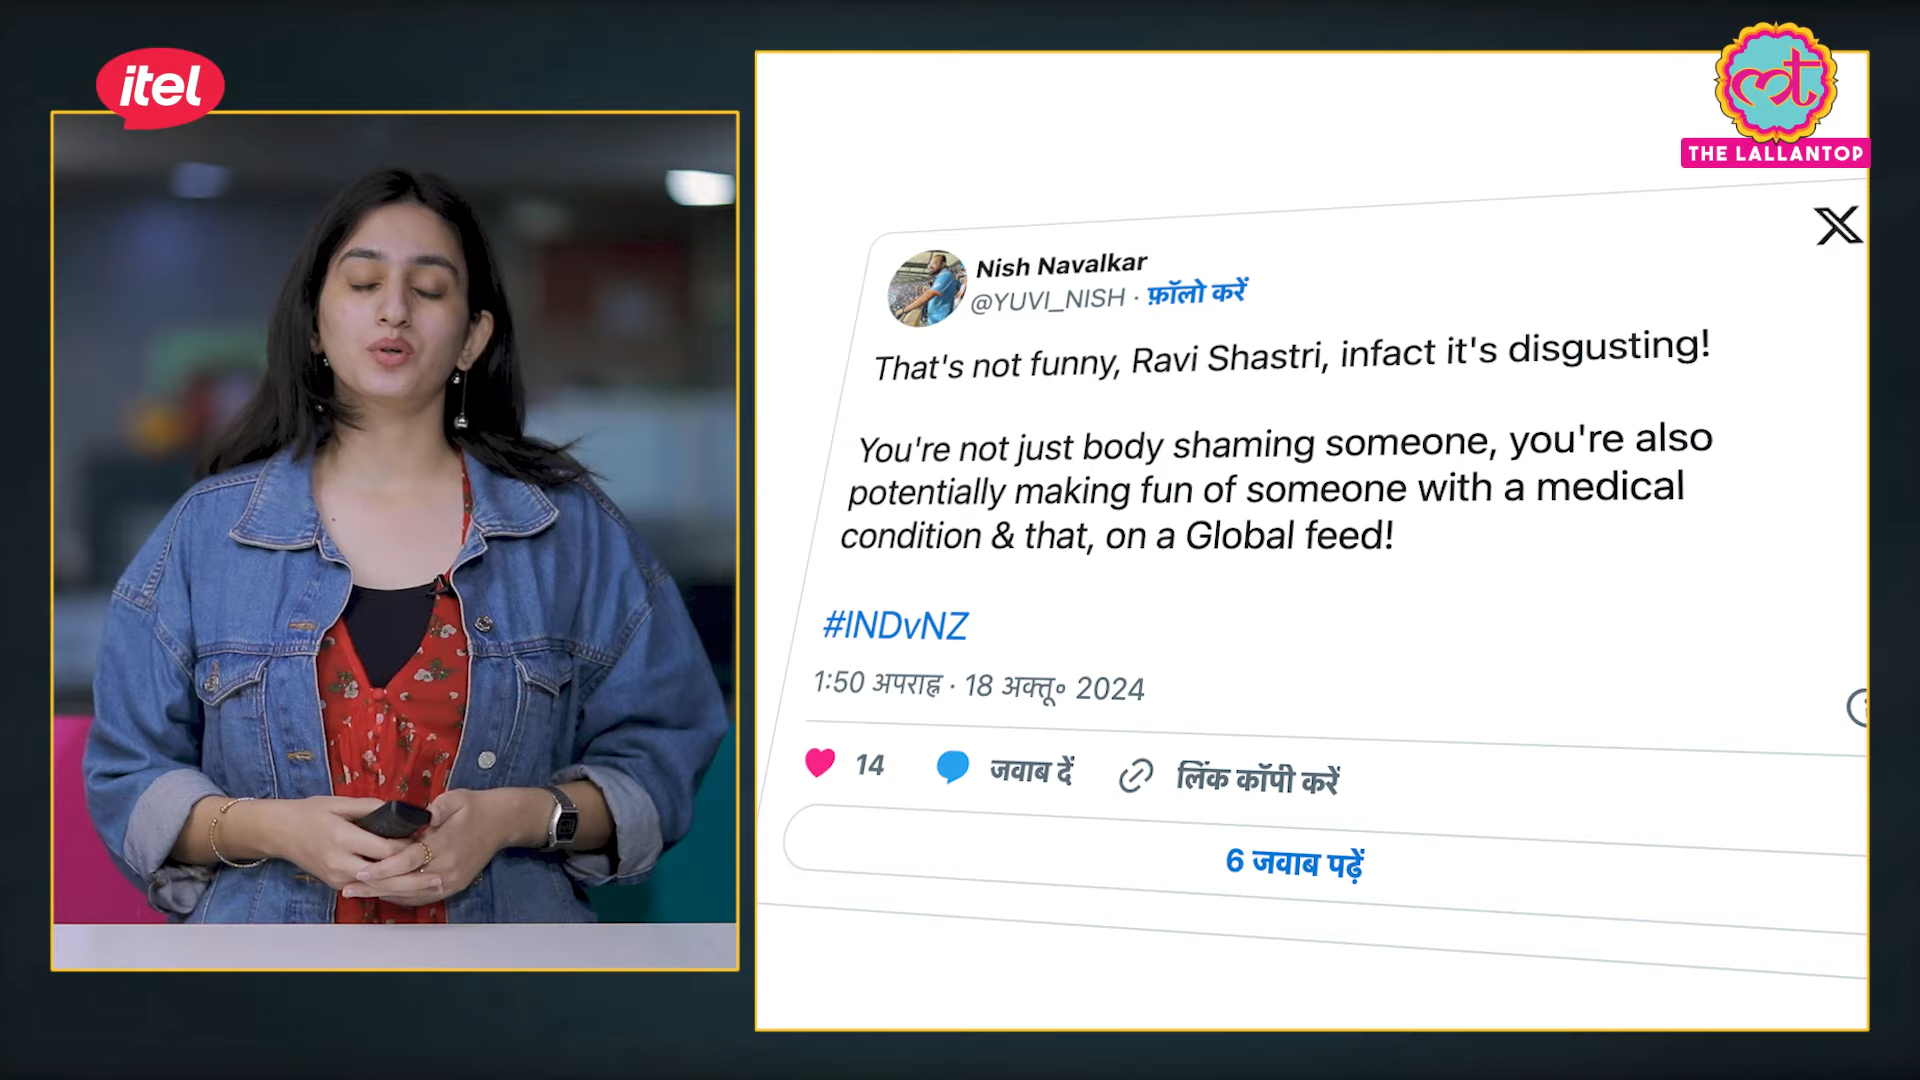 itel
THE LALLANTOP
Nish Navalkar
@YUVI_NISH · फ़ॉलो करें
That's not funny, Ravi Shastri, infact it's disgusting!
You're not just body shaming someone, you're also
potentially making fun of someone with a medical
condition & that, on a Global feed!
#INDvNZ
1:50 अपराह्न · 18 अक्तू॰ 2024
14 जवाब दें लिंक कॉपी करें
6 जवाब पढ़ें